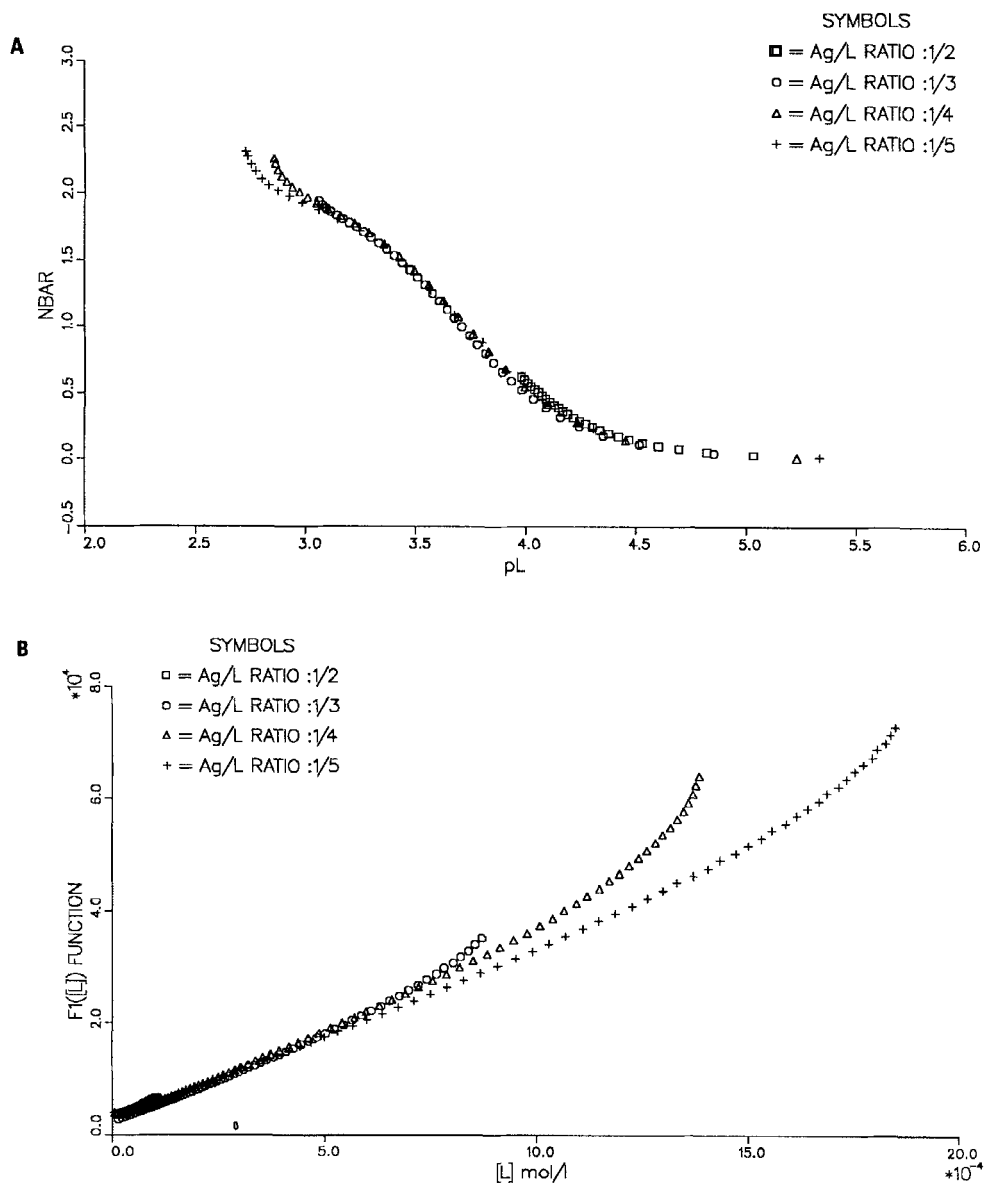 A
SYMBOLS
= Ag/L RATIO :1/2
= Ag/L RATIO :1/3
= Ag/L RATIO :1/4
+ = Ag/L RATIO :1/5
NBAR
3.0
2.5
2.0
1.5
1.0
0.5
0.0
-0.5
2.0 2.5 3.0 3.5 4.0 4.5 5.0 5.5 6.0
pL
B
SYMBOLS
= Ag/L RATIO :1/2
= Ag/L RATIO :1/3
= Ag/L RATIO :1/4
+ = Ag/L RATIO :1/5
F1([L]) FUNCTION
*10⁴
8.0
6.0
4.0
2.0
0.0
0.0 5.0 10.0 15.0 20.0
[L] mol/l
*10⁻⁴